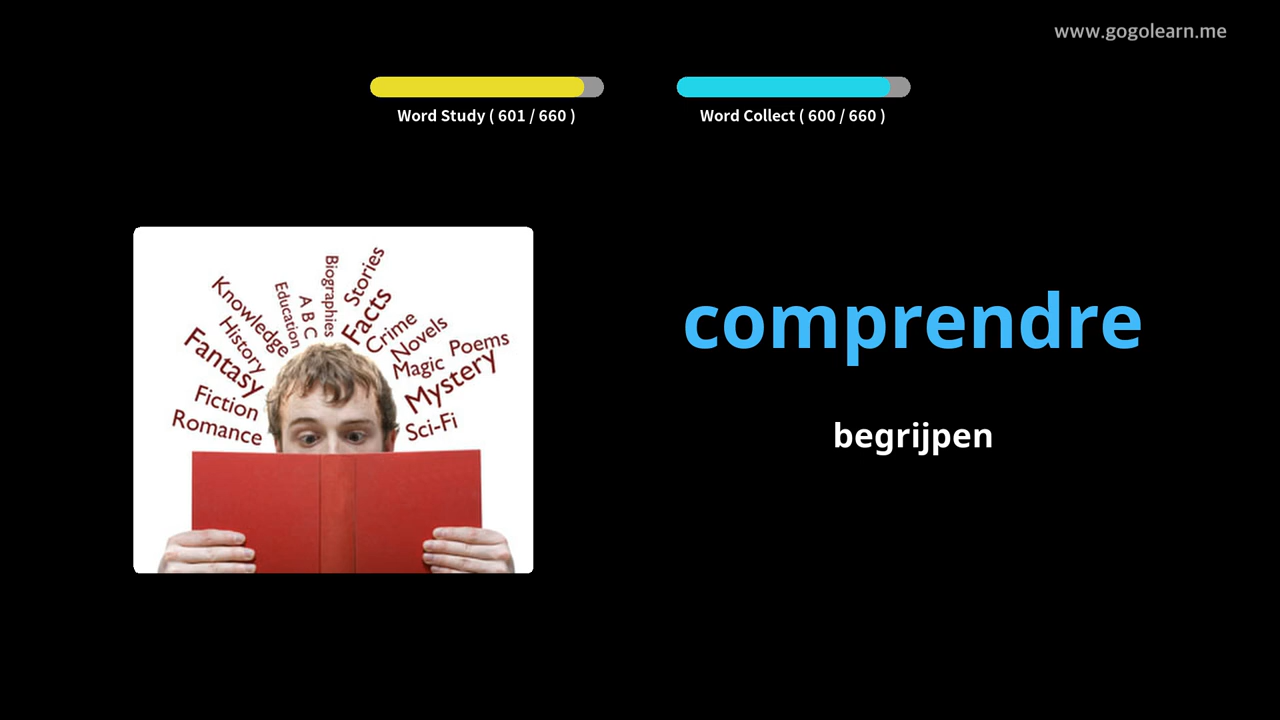 www.gogolearn.me
Word Study ( 601 / 660 )
Word Collect ( 600 / 660 )
Knowledge
Education
A B C
Biographies
Stories
Facts
Crime
Novels
Poems
History
Fantasy
Magic
Mystery
Fiction
Romance
Sci-Fi
comprendre
begrijpen